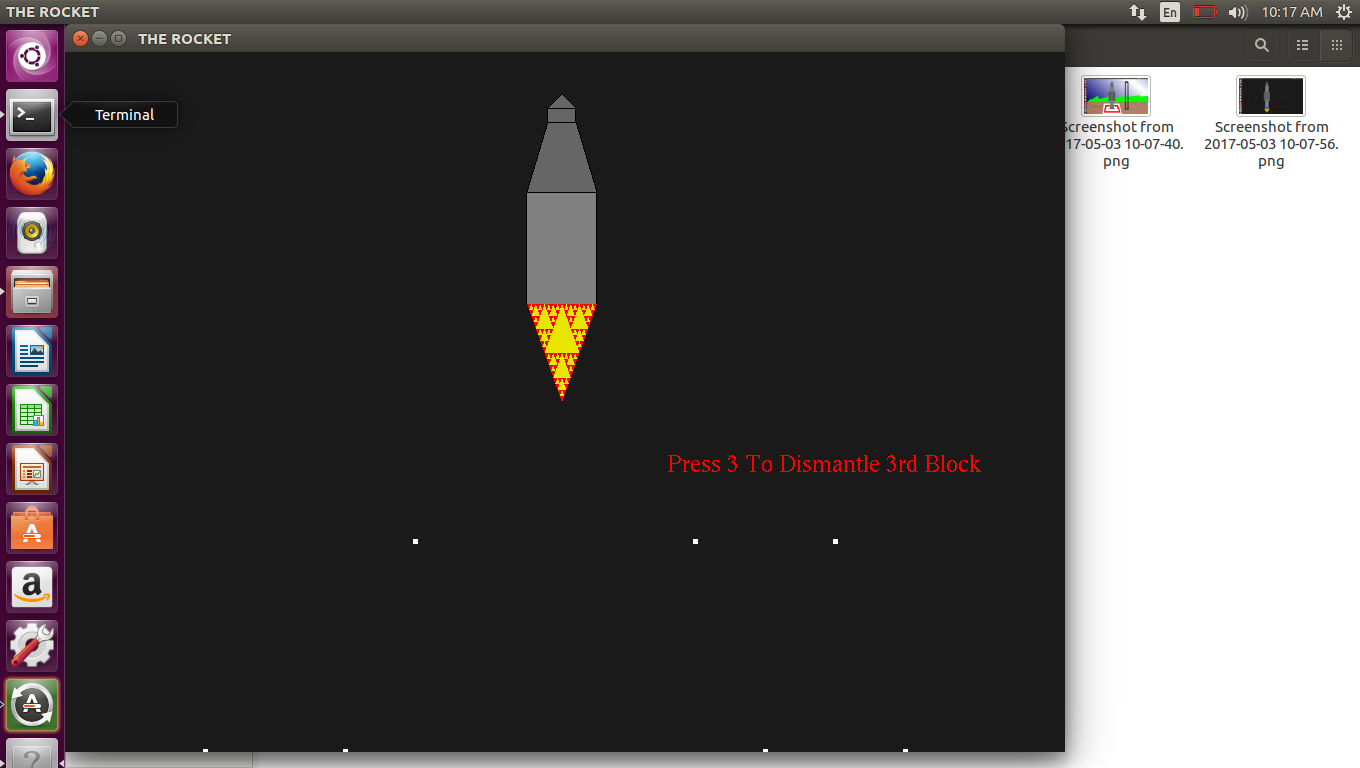 THE ROCKET
En
10:17 AM
THE ROCKET
Terminal
Screenshot from
17-05-03 10-07-40.
png
Screenshot from
2017-05-03 10-07-56.
png
Press 3 To Dismantle 3rd Block